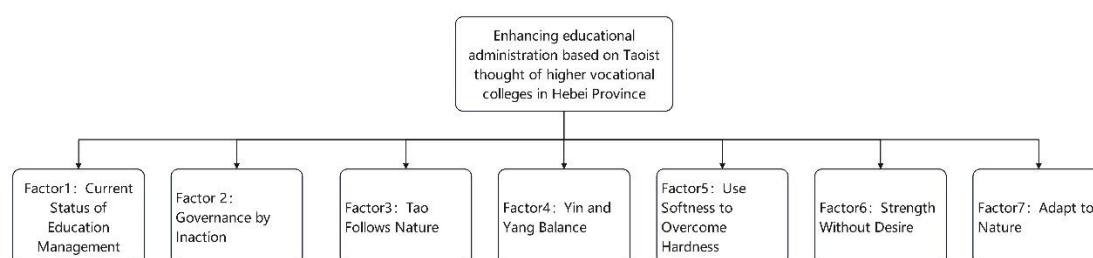 Enhancing educational
administration based on Taoist
thought of higher vocational
colleges in Hebei Province
Factor1：Current
Status of
Education
Management
Factor 2：
Governance by
Inaction
Factor3：Tao
Follows Nature
Factor4：Yin and
Yang Balance
Factor5：Use
Softness to
Overcome
Hardness
Factor6：Strength
Without Desire
Factor7：Adapt to
Nature